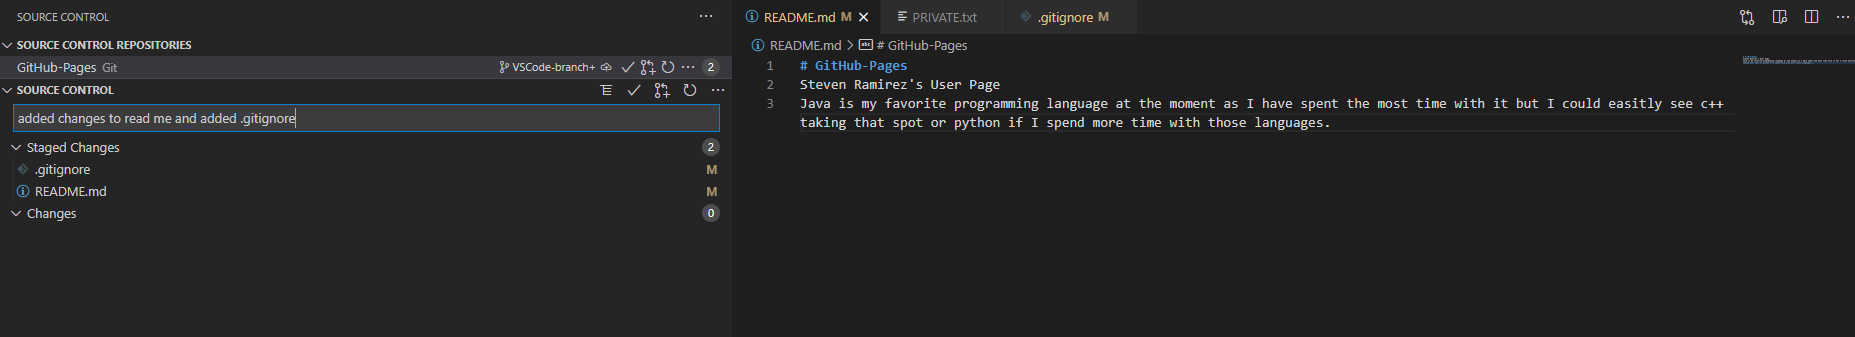 SOURCE CONTROL
SOURCE CONTROL REPOSITORIES
GitHub-Pages Git VSCode-branch+ 2
SOURCE CONTROL
added changes to read me and added .gitignore
Staged Changes 2
.gitignore M
README.md M
Changes 0
README.md M PRIVATE.txt .gitignore M
README.md > abc # GitHub-Pages
1 # GitHub-Pages
2 Steven Ramirez's User Page
3 Java is my favorite programming language at the moment as I have spent the most time with it but I could easitly see c++
taking that spot or python if I spend more time with those languages.